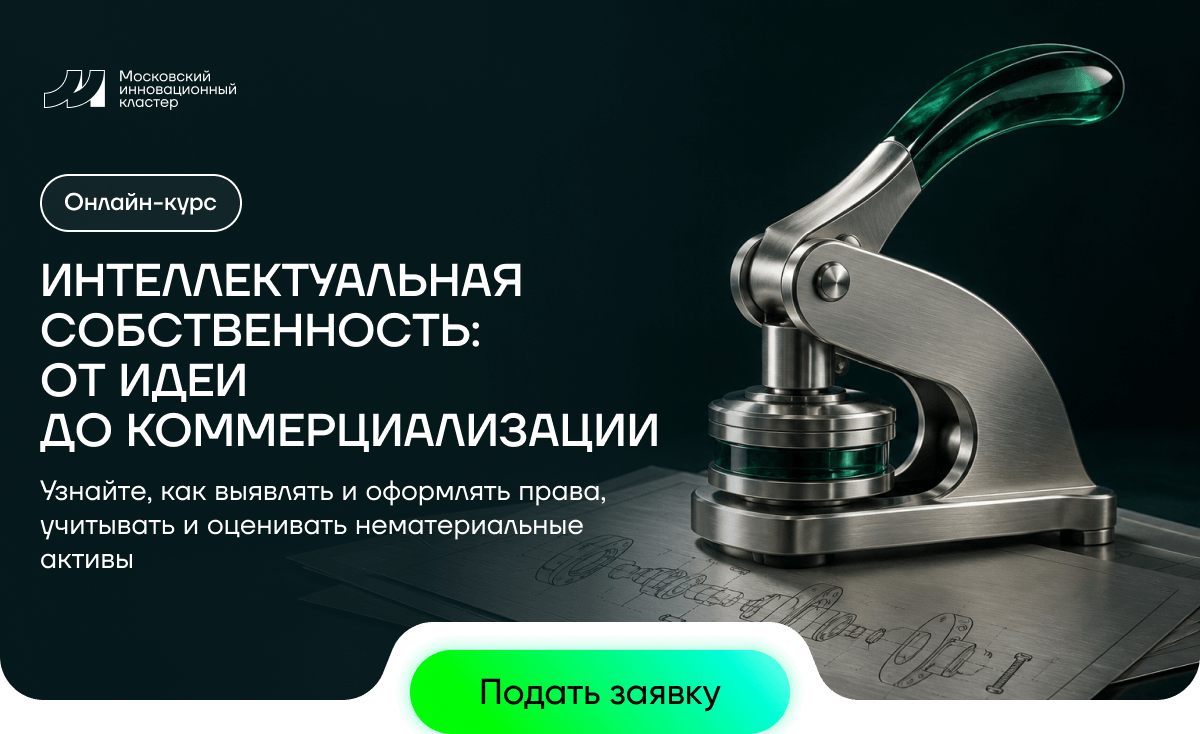 Московский
инновационный
кластер
Онлайн-курс
ИНТЕЛЛЕКТУАЛЬНАЯ
СОБСТВЕННОСТЬ:
ОТ ИДЕИ
ДО КОММЕРЦИАЛИЗАЦИИ
Узнайте, как выявлять и оформлять права,
учитывать и оценивать нематериальные
активы
Подать заявку